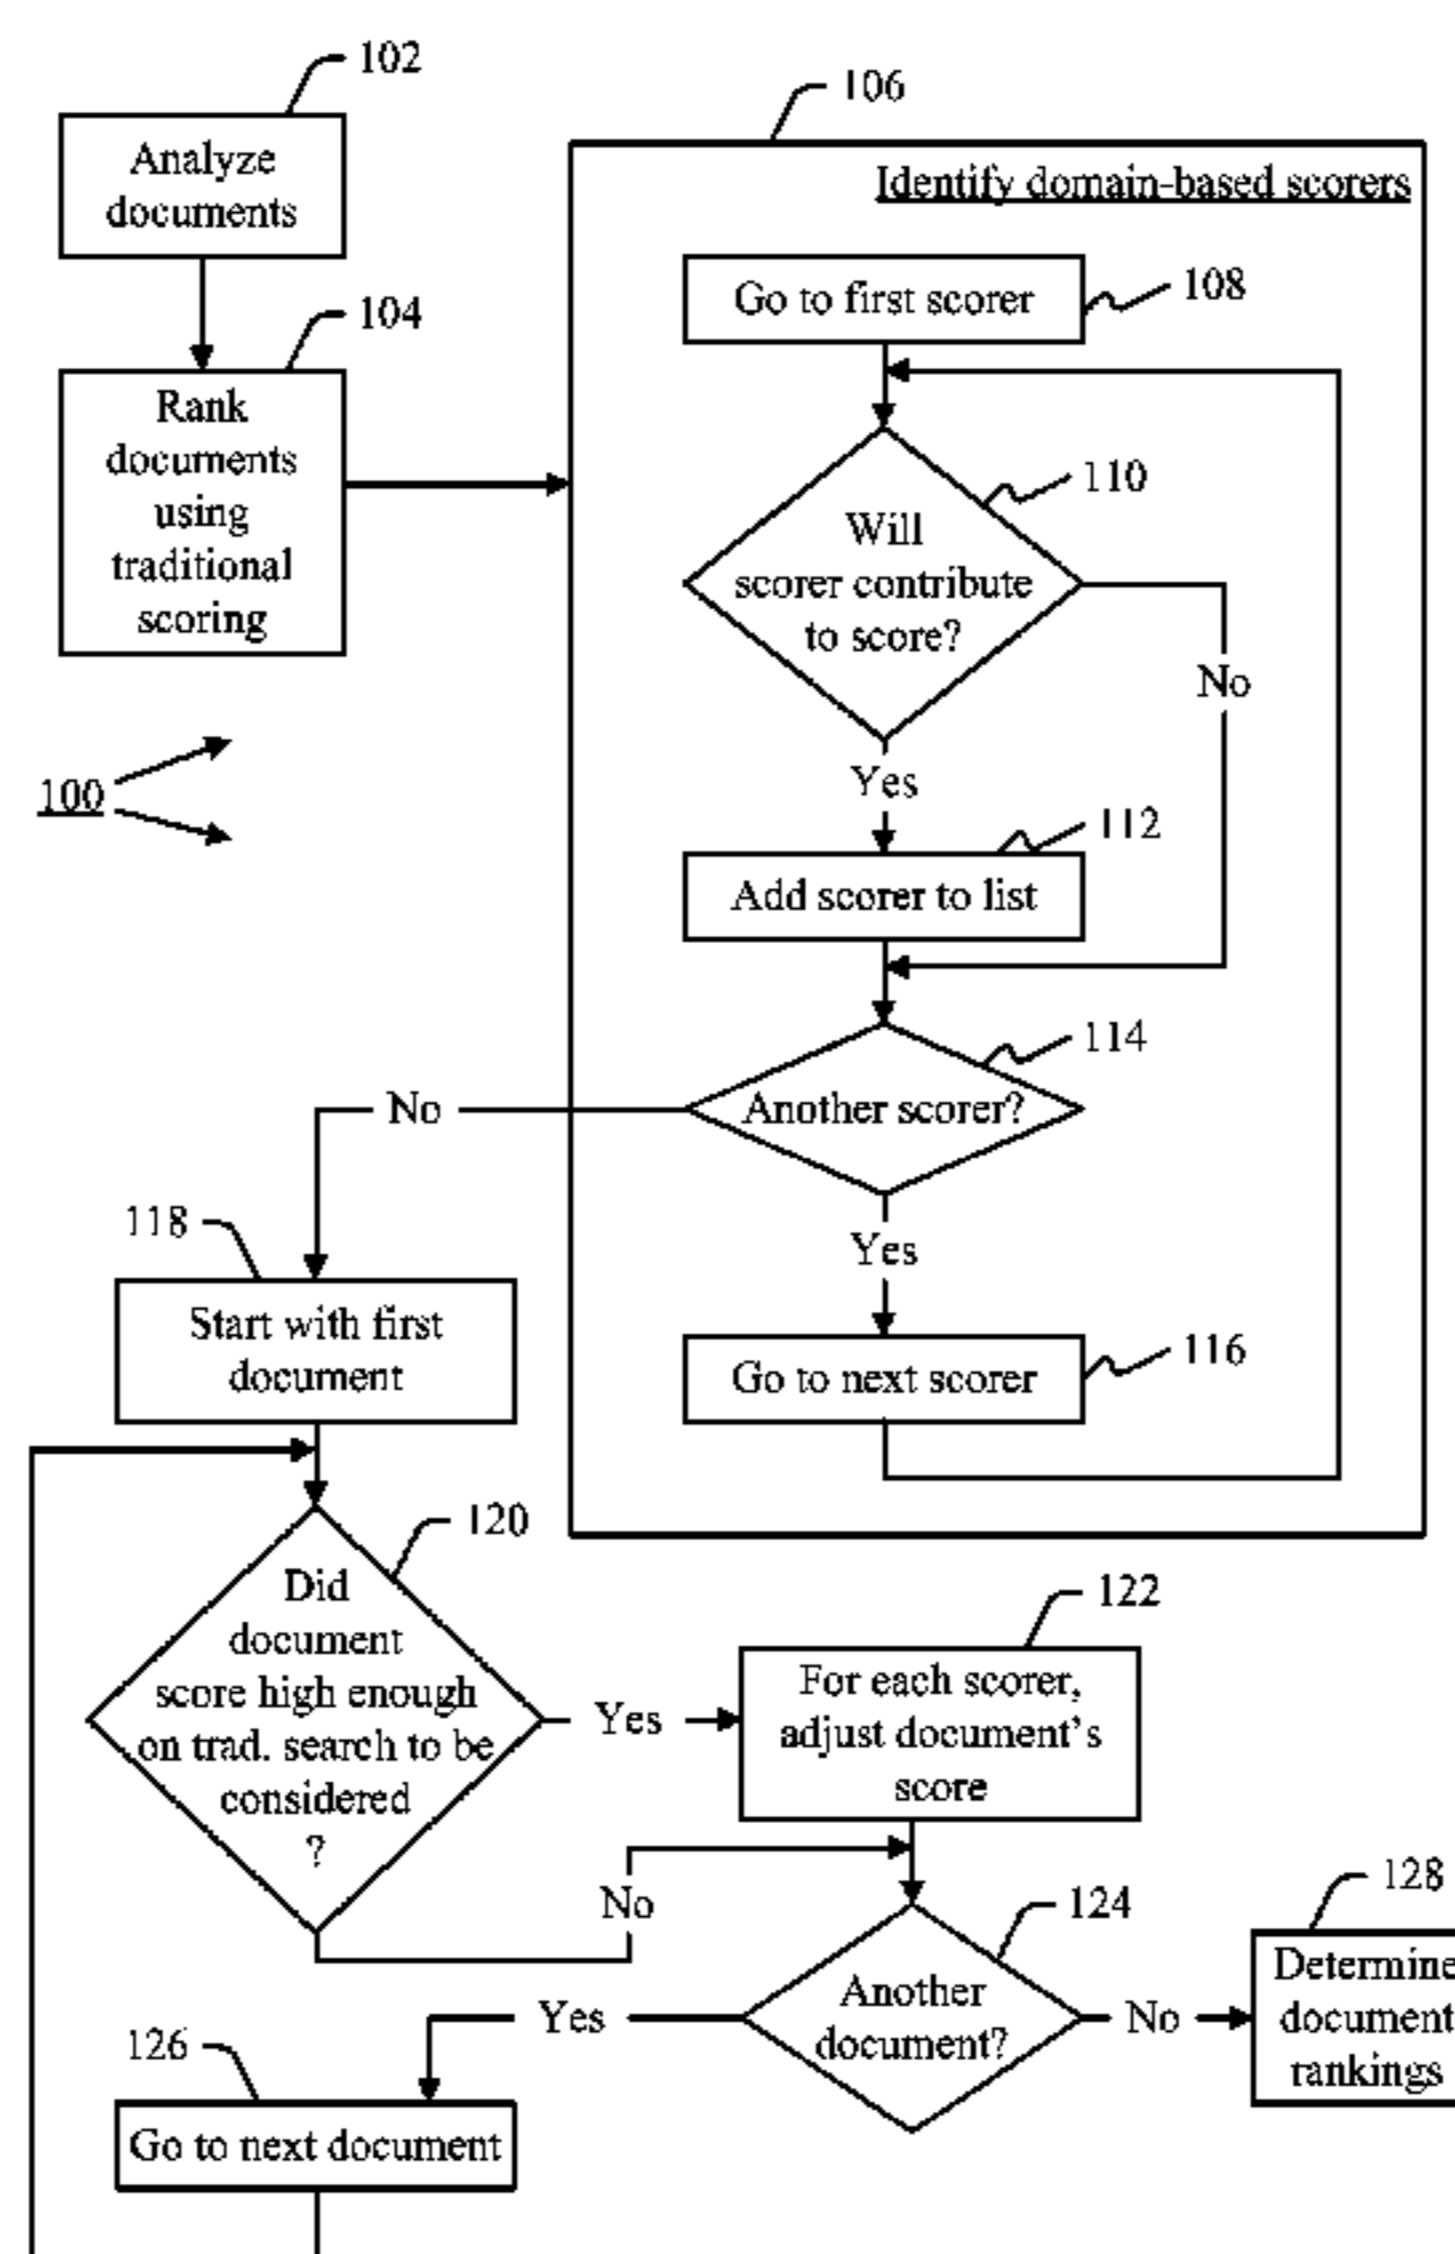 102
Analyze
documents
104
Rank
documents
using
traditional
scoring
100
106
Identify domain-based scorers
Go to first scorer
108
110
Will
scorer contribute
to score?
No
Yes
112
Add scorer to list
114
Another scorer?
No
Yes
Go to next scorer
116
118
Start with first
document
120
Did
document
score high enough
on trad. search to be
considered
?
Yes
No
122
For each scorer,
adjust document's
score
124
Another
document?
Yes
No
128
Determine
document
rankings
126
Go to next document